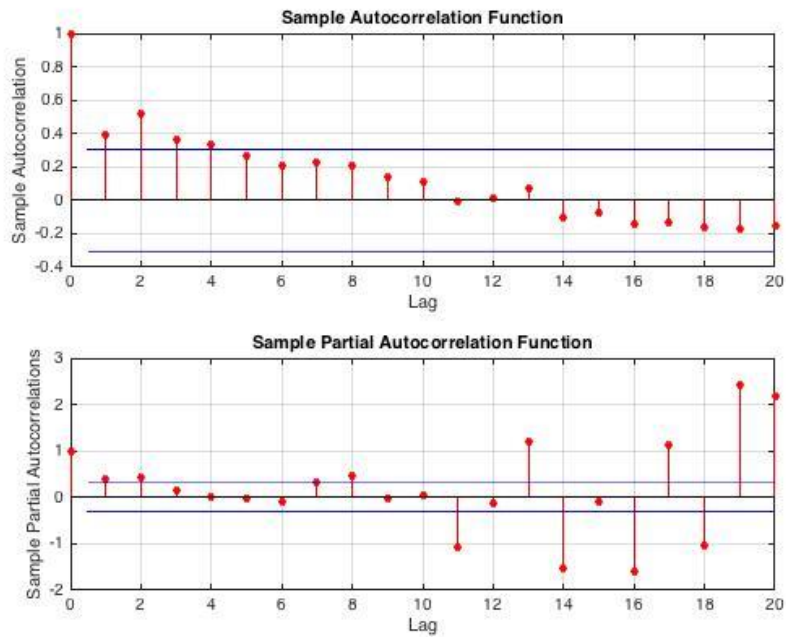 Sample Autocorrelation Function
Sample Autocorrelation
1
0.8
0.6
0.4
0.2
0
-0.2
-0.4
0 2 4 6 8 10 12 14 16 18 20
Lag
Sample Partial Autocorrelation Function
Sample Partial Autocorrelations
3
2
1
0
-1
-2
0 2 4 6 8 10 12 14 16 18 20
Lag